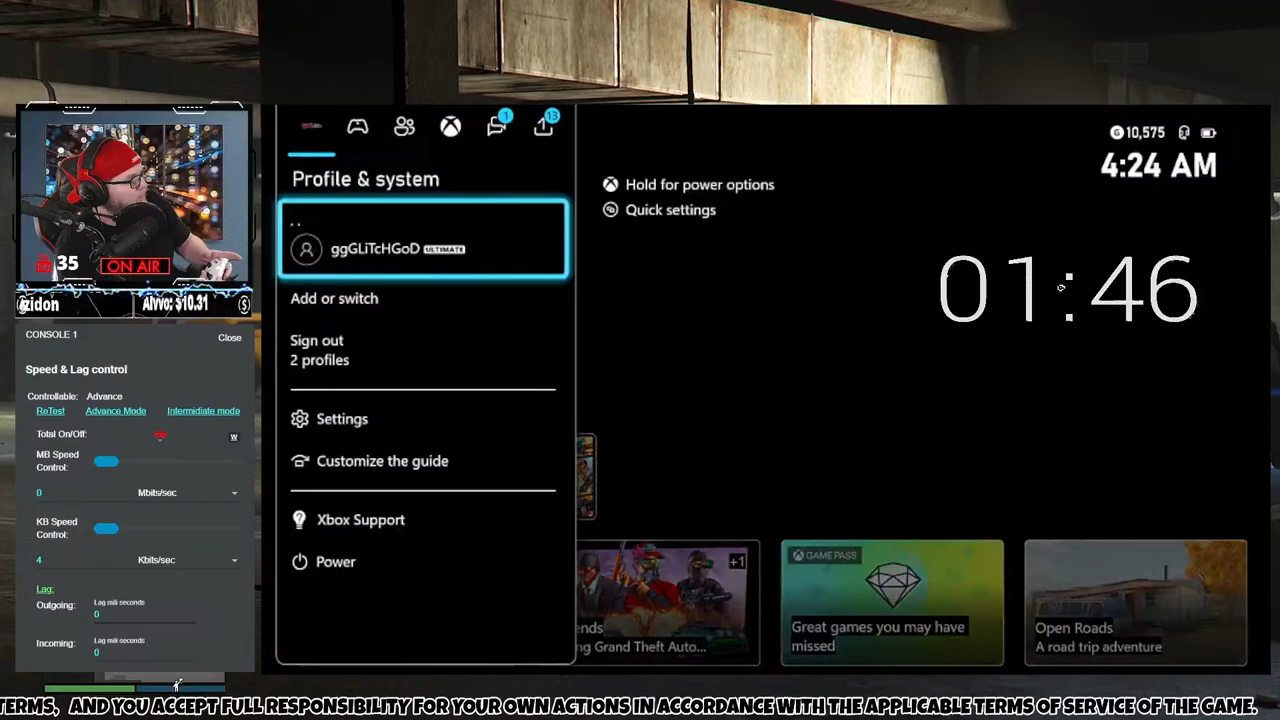 35
ON AIR
zidon
Alvvo: $10.31
CONSOLE 1
Close
Speed & Lag control
Controllable: Advance
ReTest
Advance Mode
Intermidiate mode
Total On/Off:
W
MB Speed
Control:
0
Mbits/sec
KB Speed
Control:
4
Kbits/sec
Lag:
Outgoing:
Lag mili seconds
0
Incoming:
Lag mili seconds
0
1
13
Profile & system
..
ggGLiTcHGoD ULTIMATE
Add or switch
Sign out
2 profiles
Settings
Customize the guide
Xbox Support
Power
Hold for power options
Quick settings
G 10,575
4:24 AM
01:46
+1
ends
ng Grand Theft Auto...
GAME PASS
Great games you may have
missed
Open Roads
A road trip adventure
TERMS, AND YOU ACCEPT FULL RESPONSIBILITY FOR YOUR OWN ACTIONS IN ACCORDANCE WITH THE APPLICABLE TERMS OF SERVICE OF THE GAME.